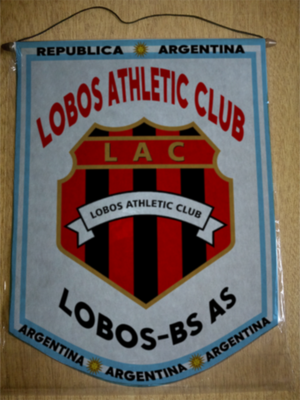 REPUBLICA ARGENTINA
LOBOS ATHLETIC CLUB
LAC
LOBOS ATHLETIC CLUB
LOBOS-BS AS
ARGENTINA ARGENTINA ARGENTINA